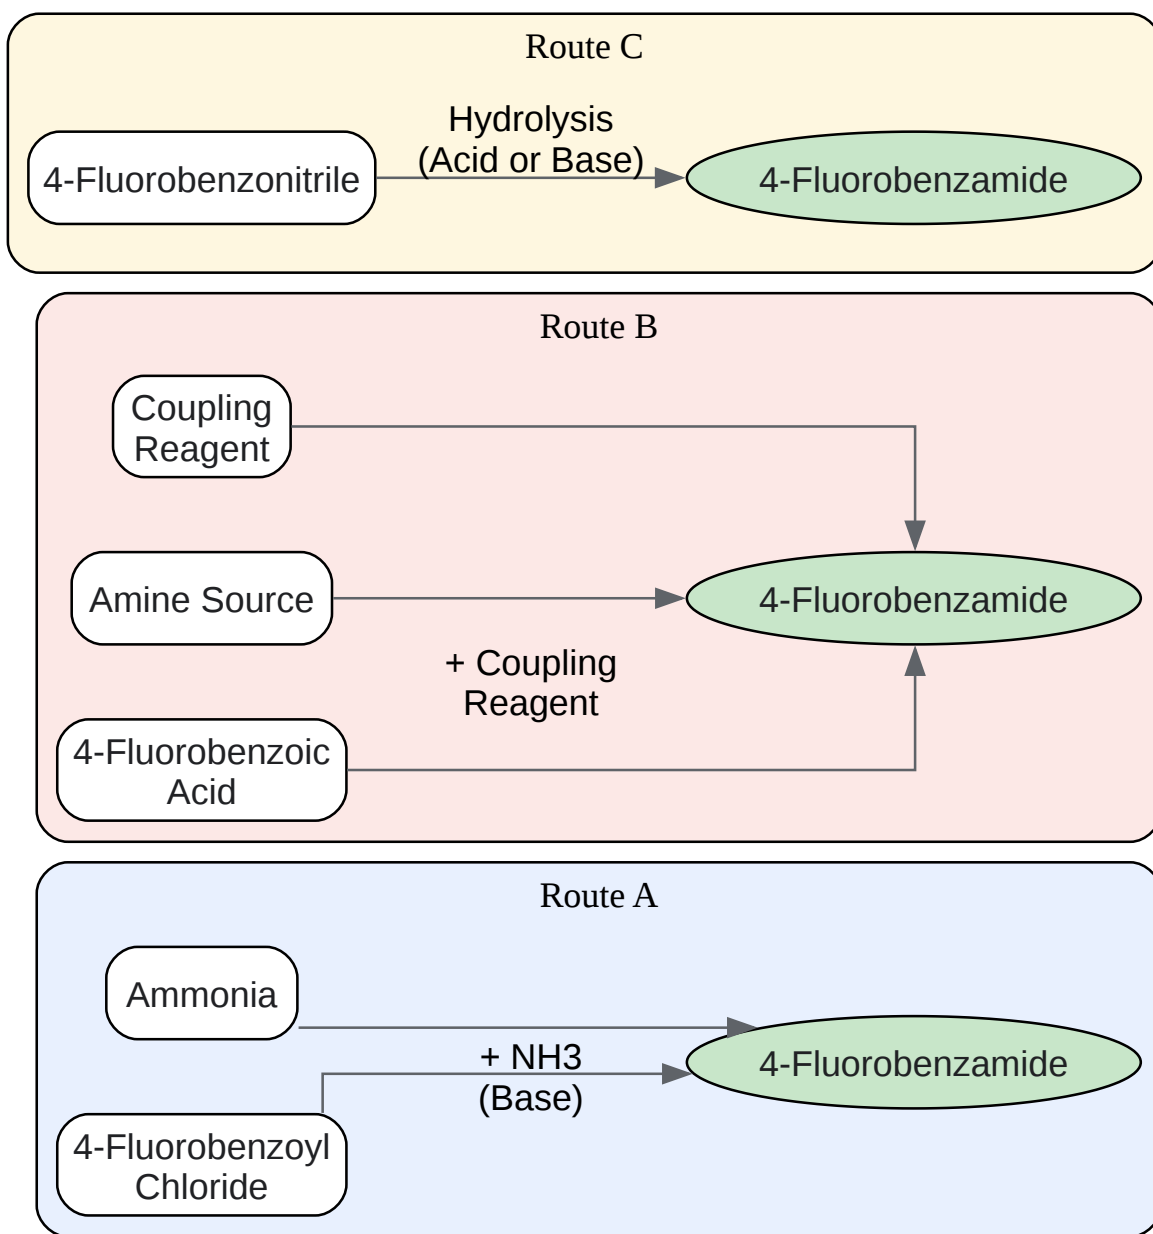 Route C
Hydrolysis
(Acid or Base)
4-Fluorobenzonitrile
4-Fluorobenzamide
Route B
Coupling
Reagent
Amine Source
4-Fluorobenzamide
+ Coupling
Reagent
4-Fluorobenzoic
Acid
Route A
Ammonia
+ NH3
(Base)
4-Fluorobenzamide
4-Fluorobenzoyl
Chloride